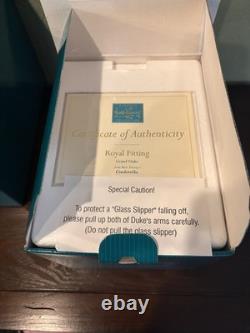 Certificate of Authenticity
Royal Fitting
Grand Duke
Cinderella
Special Caution!
To protect a "Glass Slipper" falling off,
please pull up both of Duke's arms carefully.
(Do not pull the glass slipper)
ebay